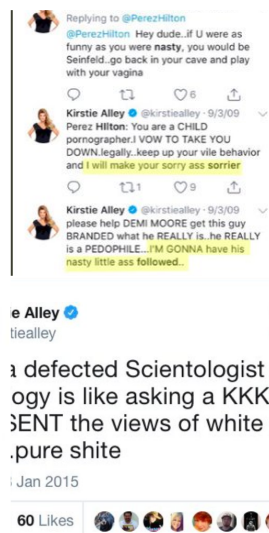 Replying to @PerezHilton
@PerezHilton Hey dude..if U were as
funny as you were nasty, you would be
Seinfeld..go back in your cave and play
with your vagina
6
Kirstie Alley @kirstiealley · 9/3/09
Perez HIlton: You are a CHILD
pornographer.I VOW TO TAKE YOU
DOWN.legally..keep up your vile behavior
and I will make your sorry ass sorrier
1 9
Kirstie Alley @kirstiealley · 9/3/09
please help DEMI MOORE get this guy
BRANDED what he REALLY is..he REALLY
is a PEDOPHILE...I'M GONNA have his
nasty little ass followed..
e Alley
tiealley
a defected Scientologist
ogy is like asking a KKK
SENT the views of white
.pure shite
Jan 2015
60 Likes